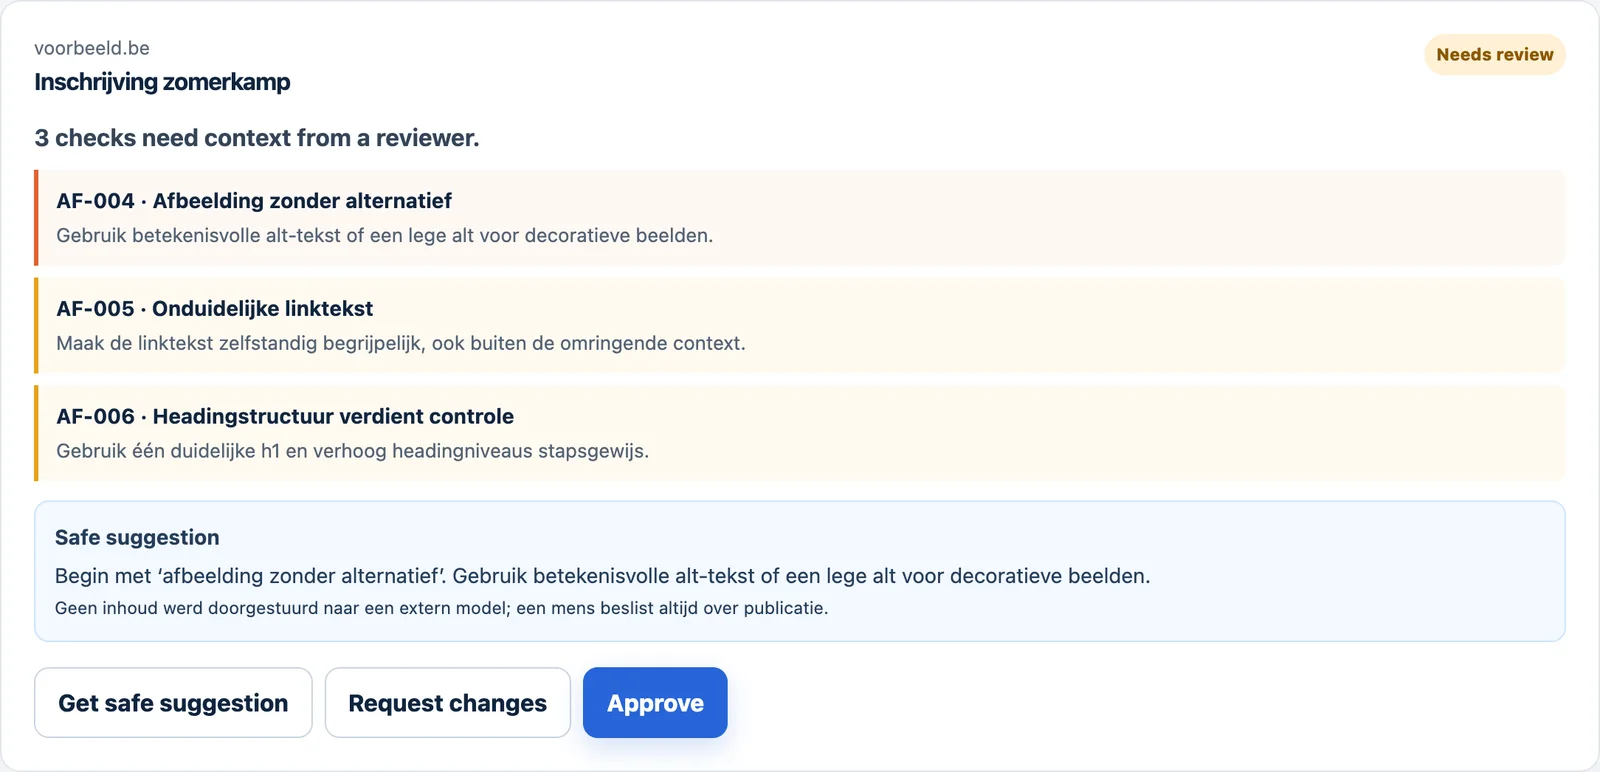 voorbeeld.be
Needs review
Inschrijving zomerkamp
3 checks need context from a reviewer.
AF-004 · Afbeelding zonder alternatief
Gebruik betekenisvolle alt-tekst of een lege alt voor decoratieve beelden.
AF-005 · Onduidelijke linktekst
Maak de linktekst zelfstandig begrijpelijk, ook buiten de omringende context.
AF-006 · Headingstructuur verdient controle
Gebruik één duidelijke h1 en verhoog headingniveaus stapsgewijs.
Safe suggestion
Begin met ‘afbeelding zonder alternatief’. Gebruik betekenisvolle alt-tekst of een lege alt voor decoratieve beelden.
Geen inhoud werd doorgestuurd naar een extern model; een mens beslist altijd over publicatie.
Get safe suggestion
Request changes
Approve